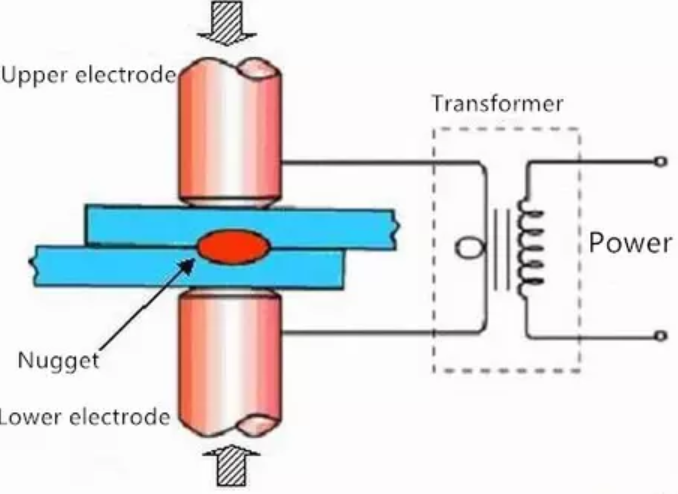 Upper electrode
Transformer
Power
Nugget
Lower electrode